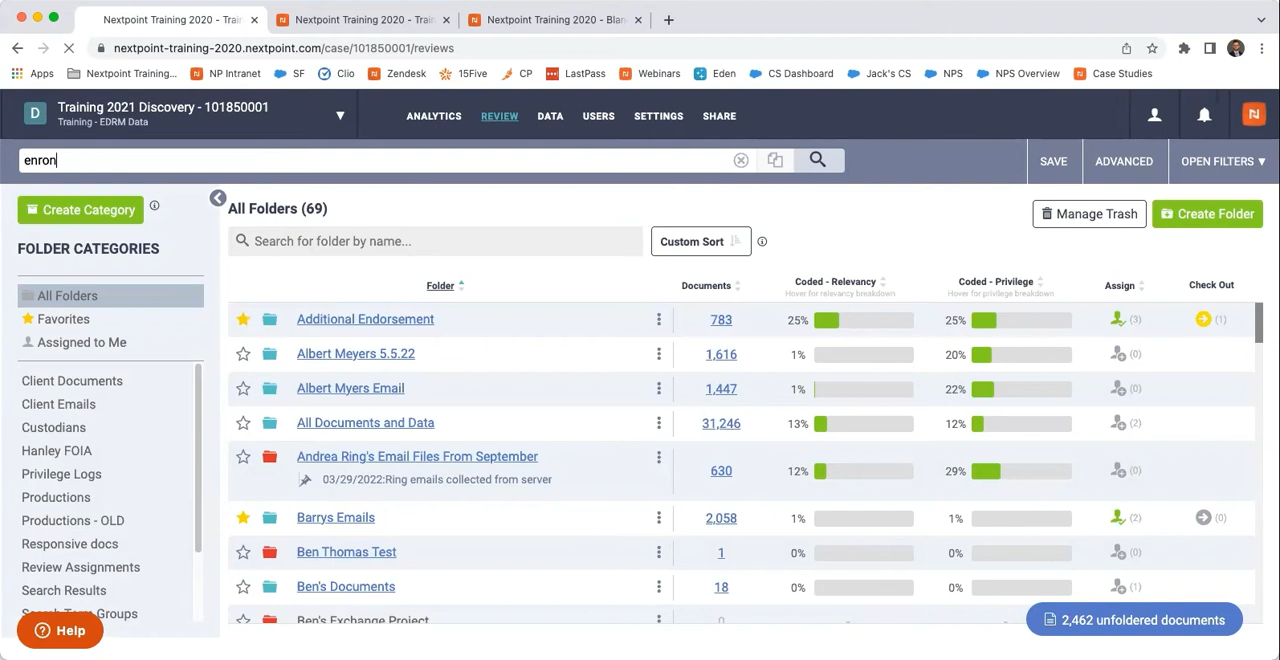 Nextpoint Training 2020 - Trai
Nextpoint Training 2020 - Trai
Nextpoint Training 2020 - Blan
nextpoint-training-2020.nextpoint.com/case/101850001/reviews
Apps Nextpoint Training... NP Intranet SF Clio Zendesk 15Five CP LastPass Webinars Eden CS Dashboard Jack's CS NPS NPS Overview Case Studies
D Training 2021 Discovery - 101850001
Training - EDRM Data
ANALYTICS REVIEW DATA USERS SETTINGS SHARE
enron
SAVE ADVANCED OPEN FILTERS
Create Category
FOLDER CATEGORIES
All Folders
Favorites
Assigned to Me
Client Documents
Client Emails
Custodians
Hanley FOIA
Privilege Logs
Productions
Productions - OLD
Responsive docs
Review Assignments
Search Results
Search Term Groups
Help
All Folders (69)
Manage Trash Create Folder
Search for folder by name... Custom Sort
Folder Documents Coded - Relevancy Coded - Privilege Assign Check Out
Hover for relevancy breakdown Hover for privilege breakdown
Additional Endorsement 783 25% 25% (3) (1)
Albert Meyers 5.5.22 1,616 1% 20% (0)
Albert Myers Email 1,447 1% 22% (0)
All Documents and Data 31,246 13% 12% (2)
Andrea Ring's Email Files From September 630 12% 29% (0)
03/29/2022:Ring emails collected from server
Barrys Emails 2,058 1% 1% (2) (0)
Ben Thomas Test 1 0% 0% (0)
Ben's Documents 18 0% 0% (1)
Ben's Exchange Project 0 - -
2,462 unfoldered documents